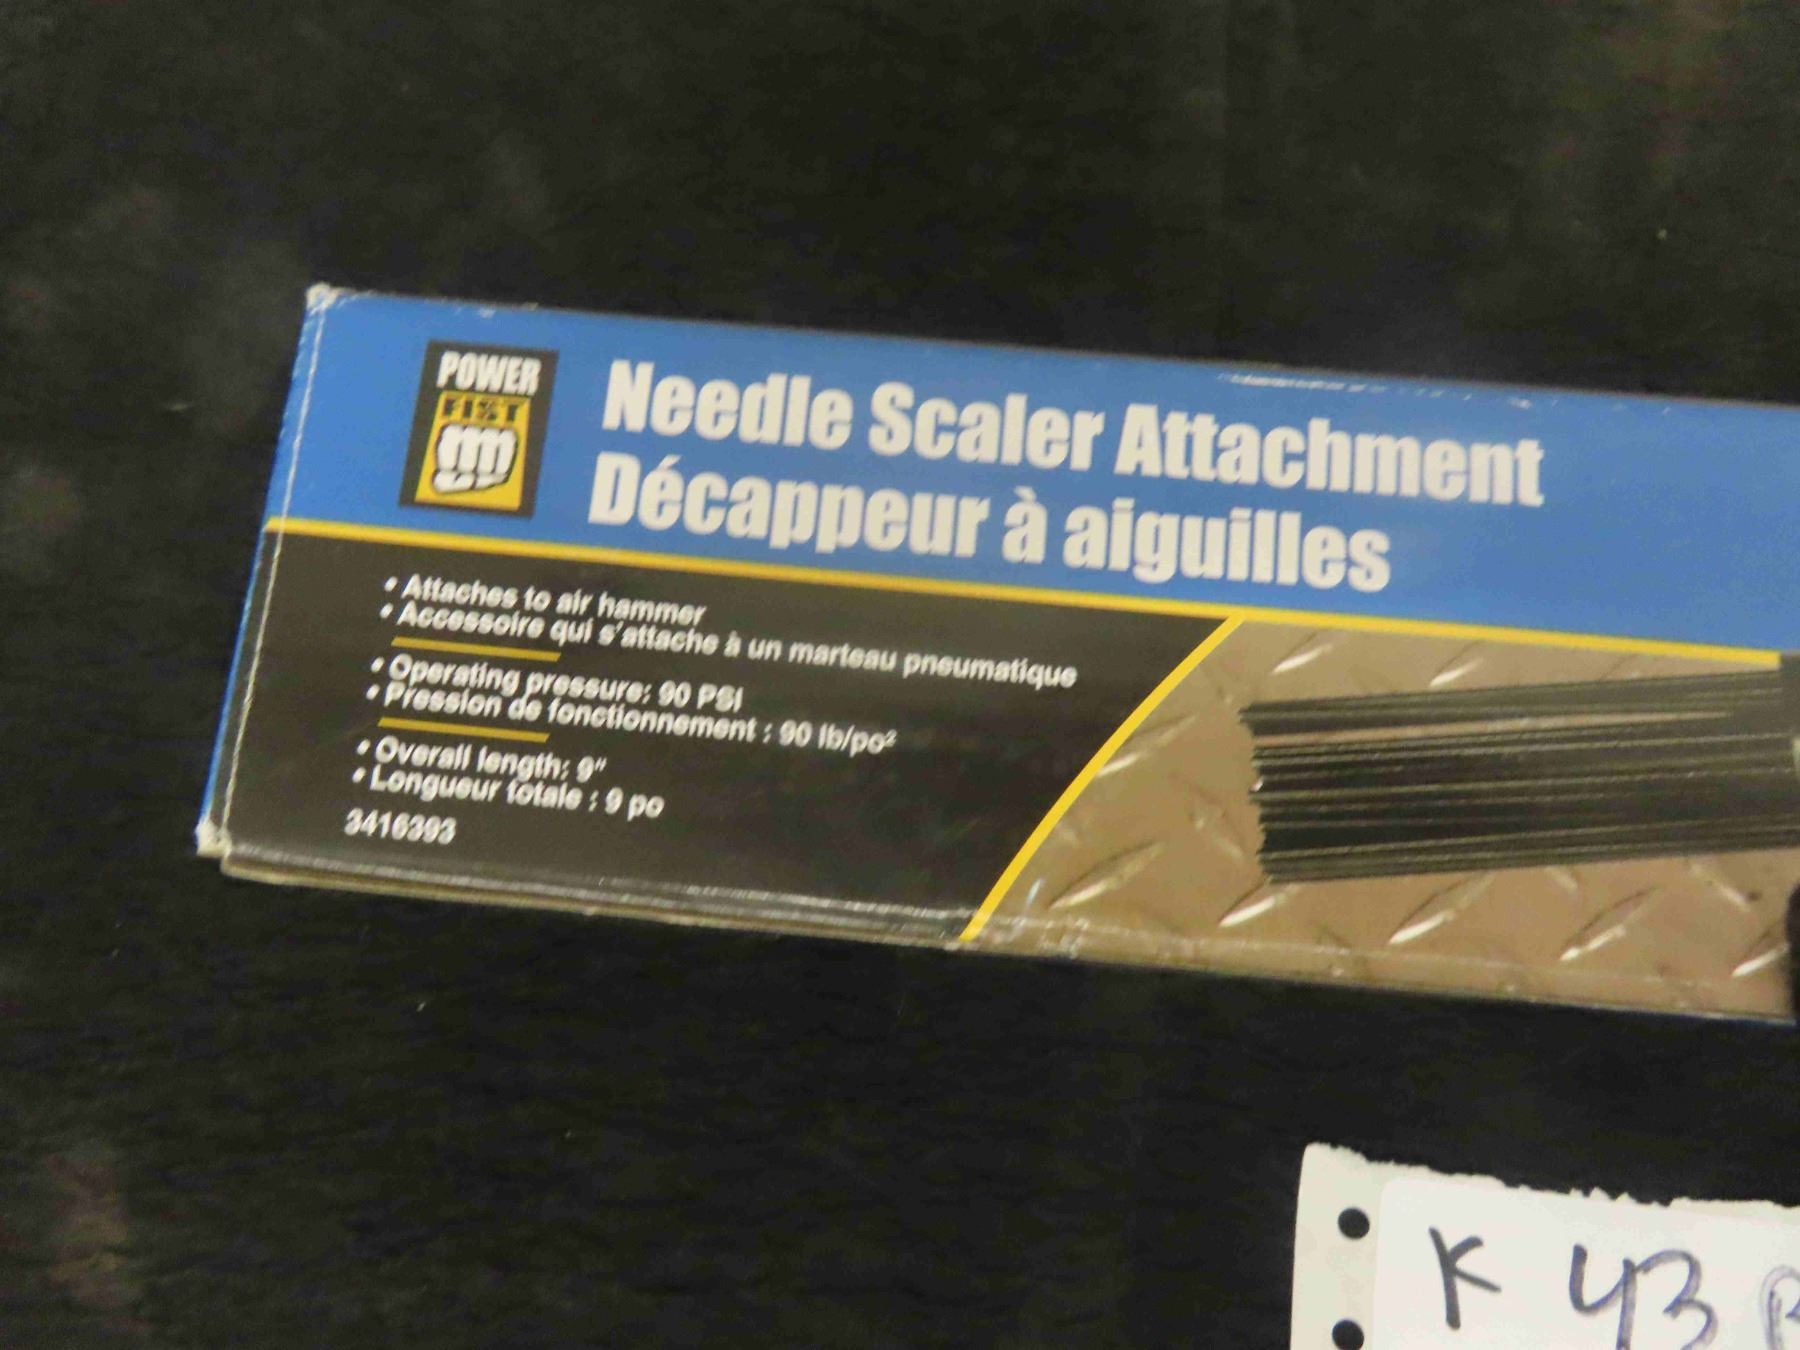 POWER
FIST
Needle Scaler Attachment
Décappeur à aiguilles
• Attaches to air hammer
• Accessoire qui s'attache à un marteau pneumatique
• Operating pressure: 90 PSI
• Pression de fonctionnement : 90 lb/po²
• Overall length: 9"
• Longueur totale : 9 po
3416393
K 43